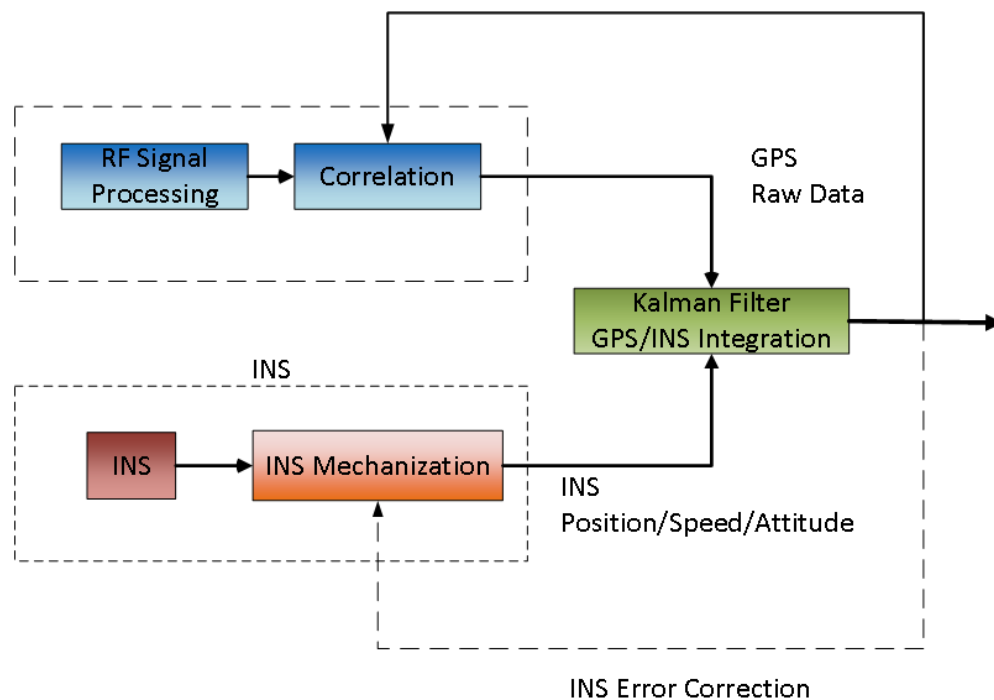 RF Signal
Processing
Correlation
GPS
Raw Data
Kalman Filter
GPS/INS Integration
INS
INS
INS Mechanization
INS
Position/Speed/Attitude
INS Error Correction